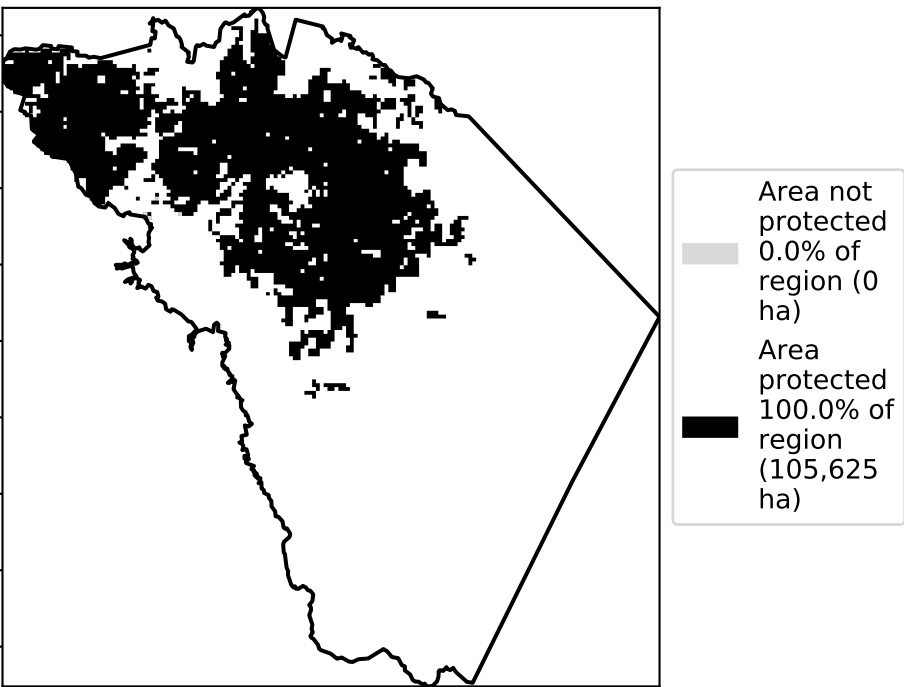 Area not
protected
0.0% of
region (0
ha)
Area
protected
100.0% of
region
(105,625
ha)